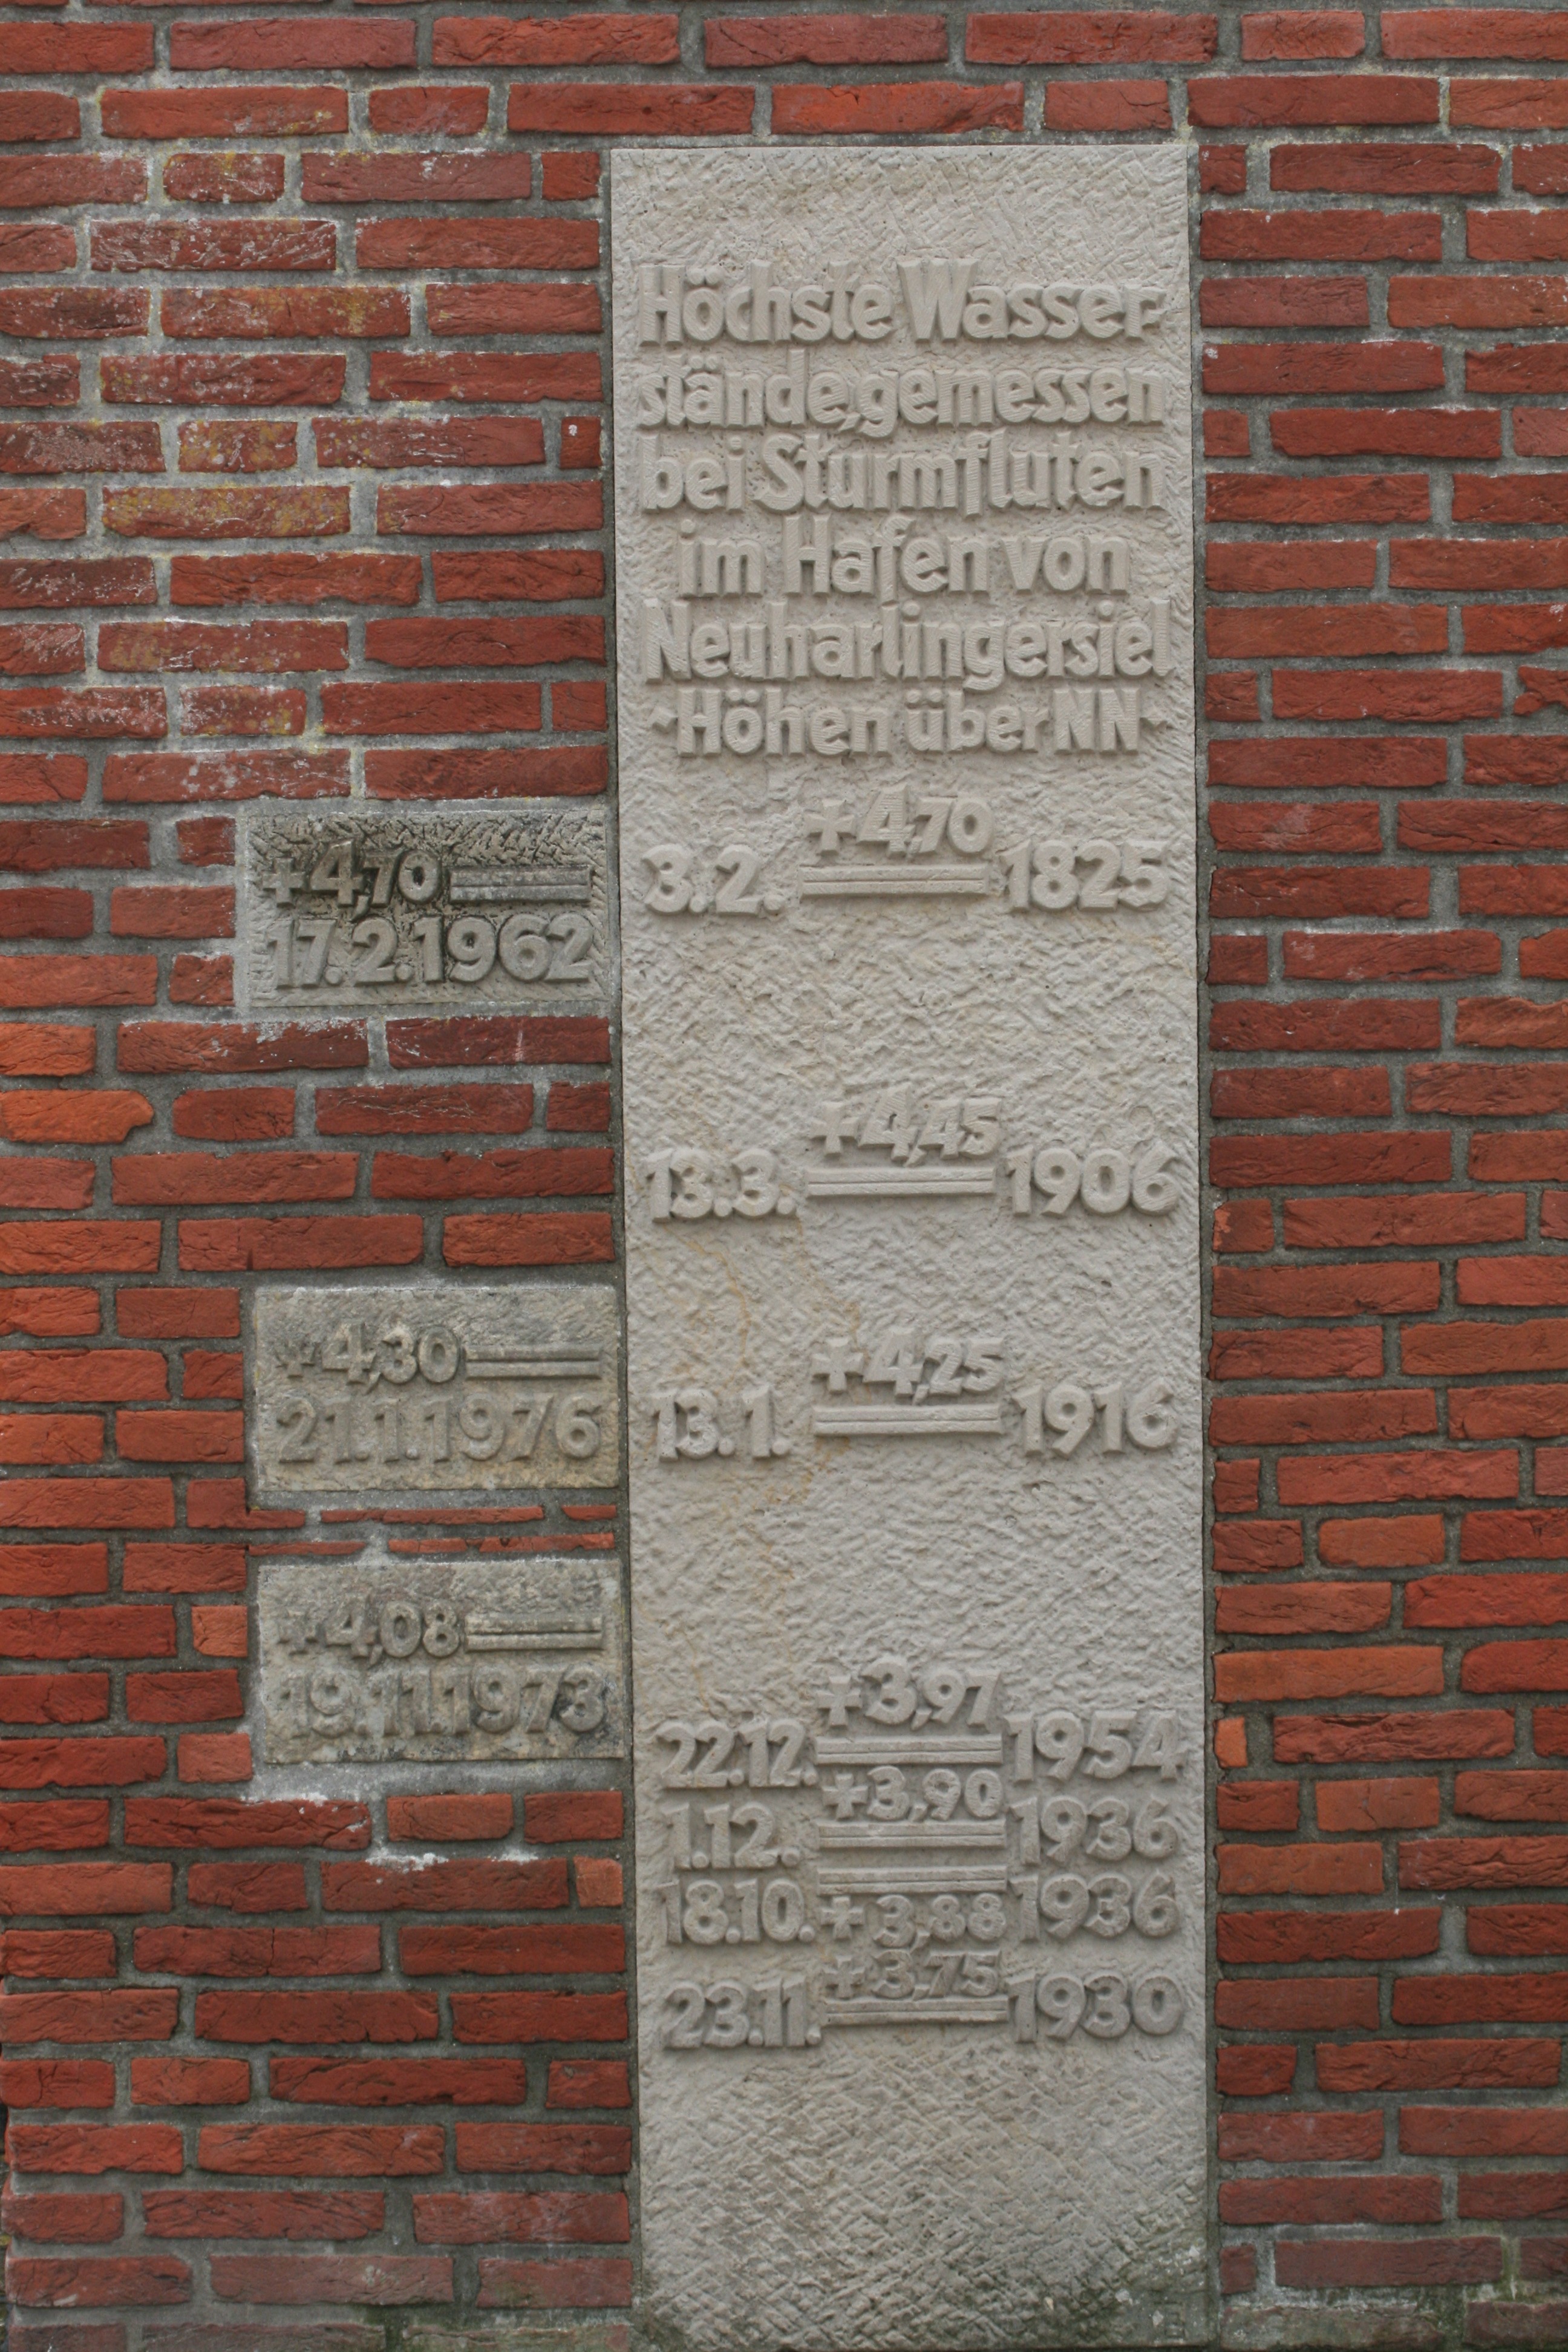 Höchste Wasser-
stände, gemessen
bei Sturmfluten
im Hafen von
Neuharlingersiel
-Höhen über NN-
+4,70
3.2. 1825
+4,70
17.2.1962
+4,45
13.3. 1906
+4,25
13.1. 1916
+4,30
21.1.1976
+4,08
19.11.1973
+3,97
22.12. 1954
+3,90
1.12. 1936
18.10. +3,88 1936
+3,75
23.11. 1930